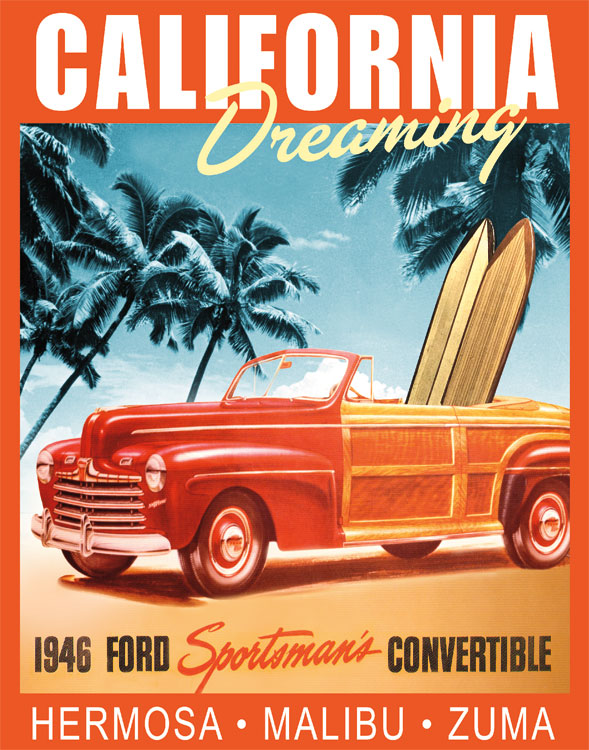 CALIFORNIA
Dreaming
1946 FORD Sportsman's CONVERTIBLE
HERMOSA • MALIBU • ZUMA